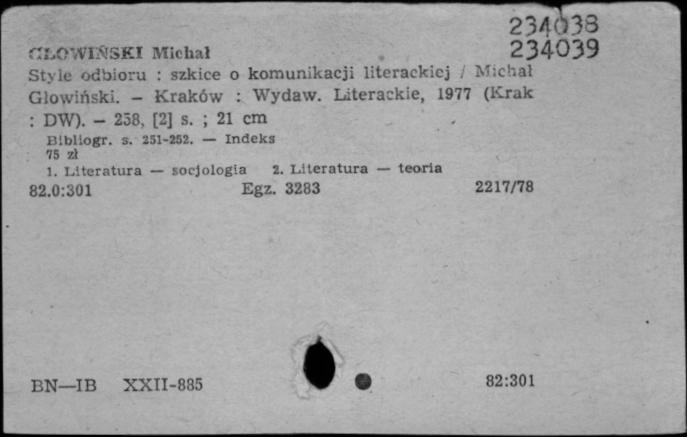 234038
GŁOWIŃSKI Michał 234039
Style odbioru : szkice o komunikacji literackiej / Michał
Głowiński. — Kraków : Wydaw. Literackie, 1977 (Krak
: DW). — 258, [2] s. ; 21 cm
Bibliogr. s. 251-252. — Indeks
75 zł
1. Literatura — socjologia 2. Literatura — teoria
82.0:301 Egz. 3283 2217/78
BN—IB XXII-885 82:301